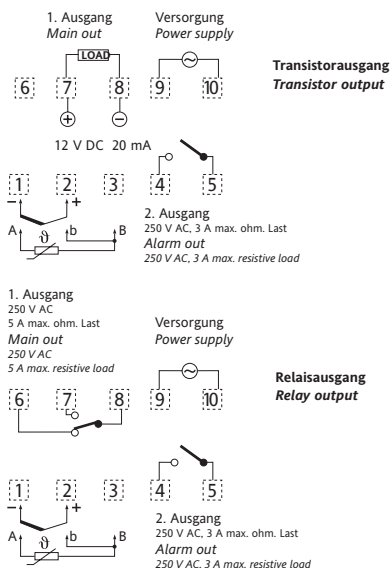 1. Ausgang
Main out
Versorgung
Power supply
LOAD
Transistorausgang
Transistor output
6 7 8 9 10
+ −
12 V DC 20 mA
1 2 3 4 5
− +
A b B
ϑ
2. Ausgang
250 V AC, 3 A max. ohm. Last
Alarm out
250 V AC, 3 A max. resistive load
1. Ausgang
250 V AC
5 A max. ohm. Last
Main out
250 V AC
5 A max. resistive load
Versorgung
Power supply
Relaisausgang
Relay output
6 7 8 9 10
1 2 3 4 5
− +
A b B
ϑ
2. Ausgang
250 V AC, 3 A max. ohm. Last
Alarm out
250 V AC, 3 A max. resistive load